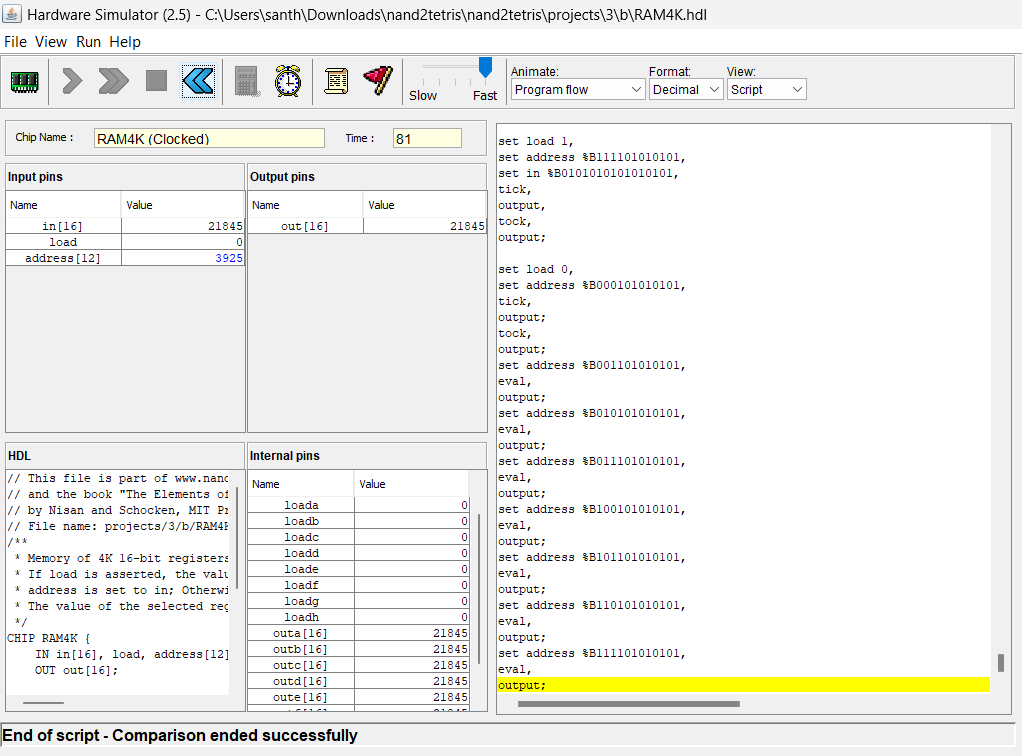 Hardware Simulator (2.5) - C:\Users\santh\Downloads\nand2tetris\nand2tetris\projects\3\b\RAM4K.hdl
File View Run Help
Slow Fast
Animate: Format: View:
Program flow Decimal Script
Chip Name : RAM4K (Clocked) Time : 81
Input pins
Name Value
in[16] 21845
load 0
address[12] 3925
Output pins
Name Value
out[16] 21845
HDL
// This file is part of www.nand
// and the book "The Elements of
// by Nisan and Schocken, MIT Pr
// File name: projects/3/b/RAM4K
/**
* Memory of 4K 16-bit registers
* If load is asserted, the valu
* address is set to in; Otherwi
* The value of the selected reg
*/
CHIP RAM4K {
IN in[16], load, address[12]
OUT out[16];
Internal pins
Name Value
loada 0
loadb 0
loadc 0
loadd 0
loade 0
loadf 0
loadg 0
loadh 0
outa[16] 21845
outb[16] 21845
outc[16] 21845
outd[16] 21845
oute[16] 21845
set load 1,
set address %B111101010101,
set in %B0101010101010101,
tick,
output,
tock,
output;
set load 0,
set address %B000101010101,
tick,
output;
tock,
output;
set address %B001101010101,
eval,
output;
set address %B010101010101,
eval,
output;
set address %B011101010101,
eval,
output;
set address %B100101010101,
eval,
output;
set address %B101101010101,
eval,
output;
set address %B110101010101,
eval,
output;
set address %B111101010101,
eval,
output;
End of script - Comparison ended successfully